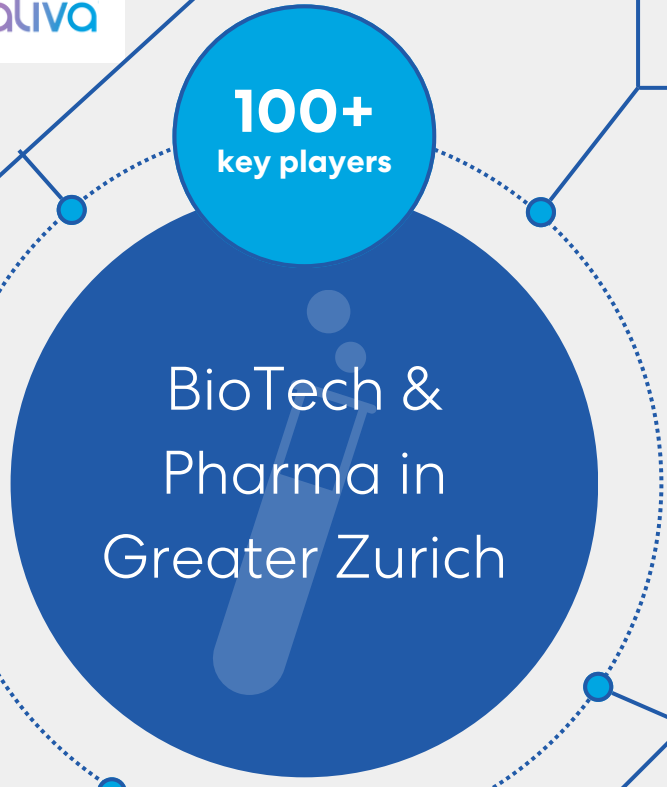 aliva
100+
key players
BioTech &
Pharma in
Greater Zurich